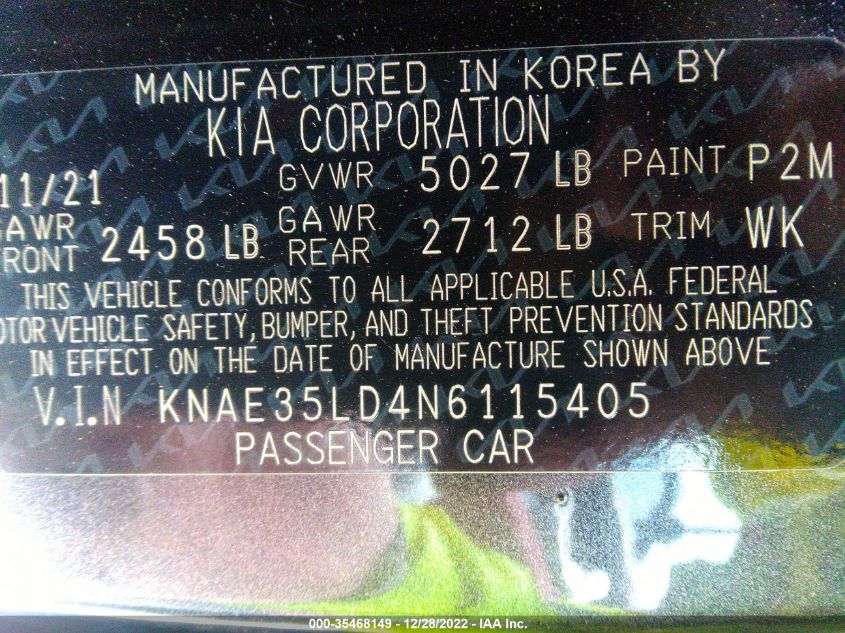 MANUFACTURED IN KOREA BY
KIA CORPORATION
11/21 GVWR 5027 LB PAINT P2M
GAWR FRONT 2458 LB GAWR REAR 2712 LB TRIM WK
THIS VEHICLE CONFORMS TO ALL APPLICABLE U.S.A. FEDERAL
OTOR VEHICLE SAFETY, BUMPER, AND THEFT PREVENTION STANDARDS
IN EFFECT ON THE DATE OF MANUFACTURE SHOWN ABOVE
V.I.N KNAE35LD4N6115405
PASSENGER CAR
000-35468149 - 12/28/2022 - IAA Inc.